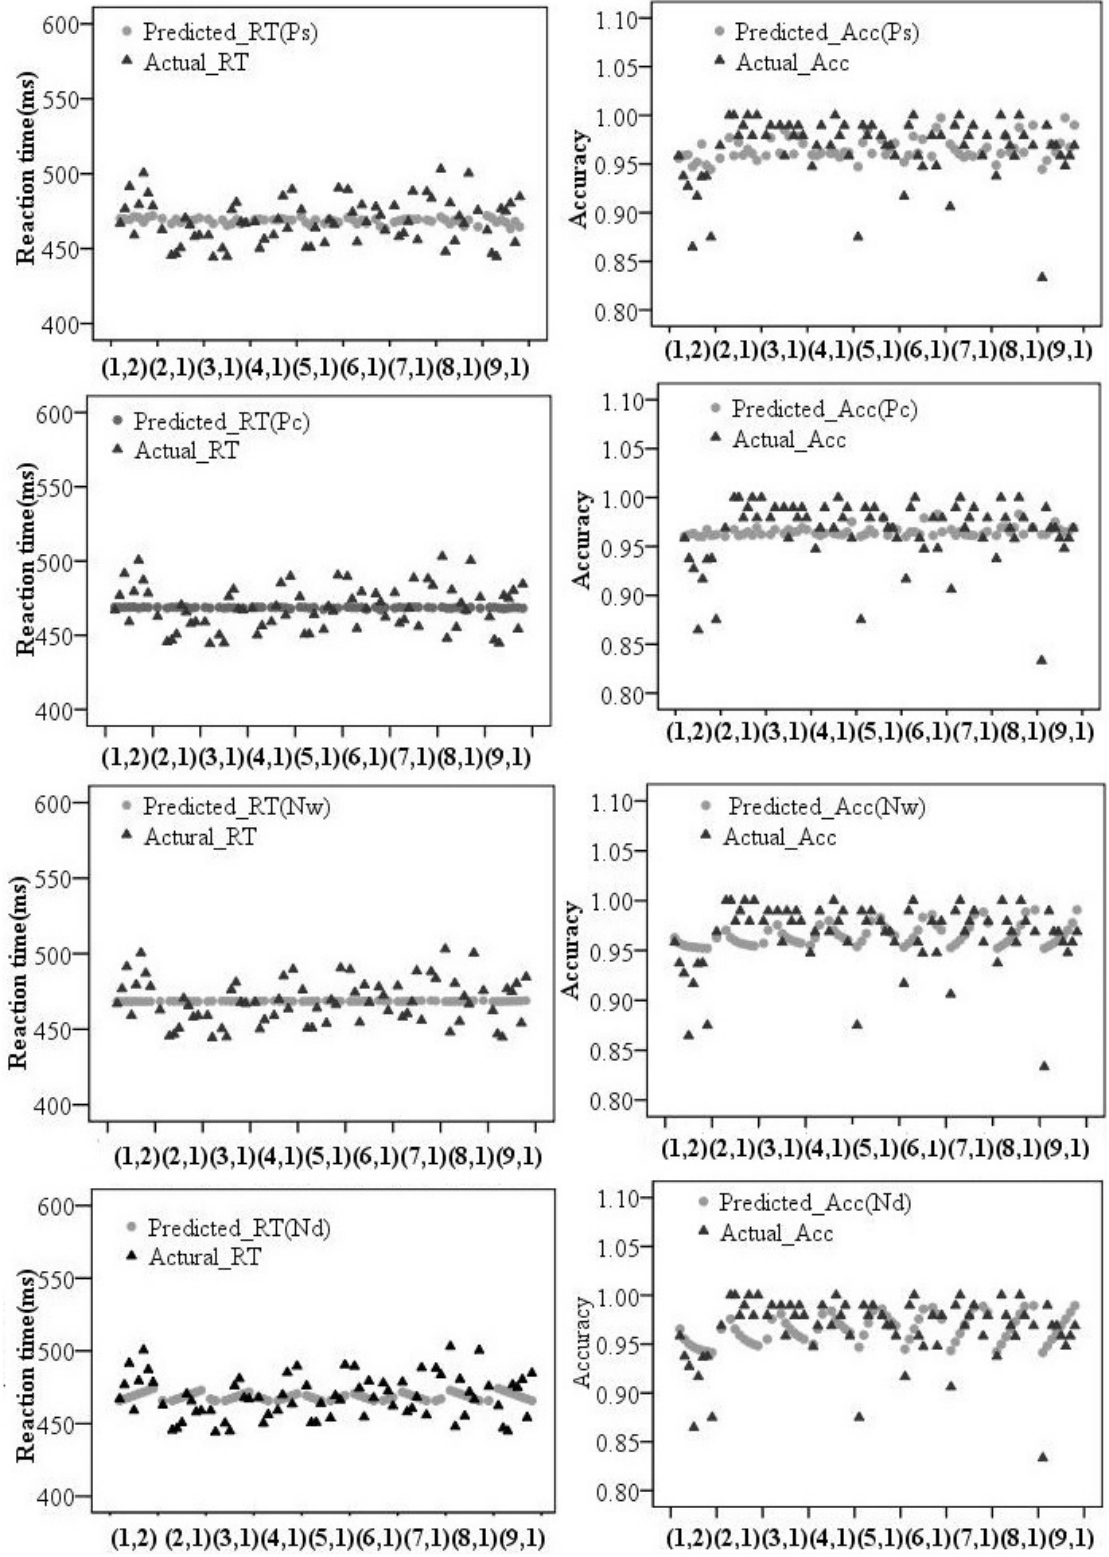 600
Predicted_RT(Ps)
Actual_RT
550
500
450
400
Reaction time(ms)
(1,2)(2,1)(3,1)(4,1)(5,1)(6,1)(7,1)(8,1)(9,1)
1.10
Predicted_Acc(Ps)
1.05
Actual_Acc
1.00
0.95
0.90
0.85
0.80
Accuracy
(1,2)(2,1)(3,1)(4,1)(5,1)(6,1)(7,1)(8,1)(9,1)
600
Predicted_RT(Pc)
Actual_RT
550
500
450
400
Reaction time(ms)
(1,2)(2,1)(3,1)(4,1)(5,1)(6,1)(7,1)(8,1)(9,1)
1.10
Predicted_Acc(Pc)
1.05
Actual_Acc
1.00
0.95
0.90
0.85
0.80
Accuracy
(1,2)(2,1)(3,1)(4,1)(5,1)(6,1)(7,1)(8,1)(9,1)
600
Predicted_RT(Nw)
Actural_RT
550
500
450
400
Reaction time(ms)
(1,2)(2,1)(3,1)(4,1)(5,1)(6,1)(7,1)(8,1)(9,1)
1.10
Predicted_Acc(Nw)
1.05
Actual_Acc
1.00
0.95
0.90
0.85
0.80
Accuracy
(1,2)(2,1)(3,1)(4,1)(5,1)(6,1)(7,1)(8,1)(9,1)
600
Predicted_RT(Nd)
Actural_RT
550
500
450
400
Reaction time(ms)
(1,2) (2,1)(3,1)(4,1)(5,1)(6,1)(7,1)(8,1)(9,1)
1.10
Predicted_Acc(Nd)
1.05
Actual_Acc
1.00
0.95
0.90
0.85
0.80
Accuracy
(1,2)(2,1)(3,1)(4,1)(5,1)(6,1)(7,1)(8,1)(9,1)